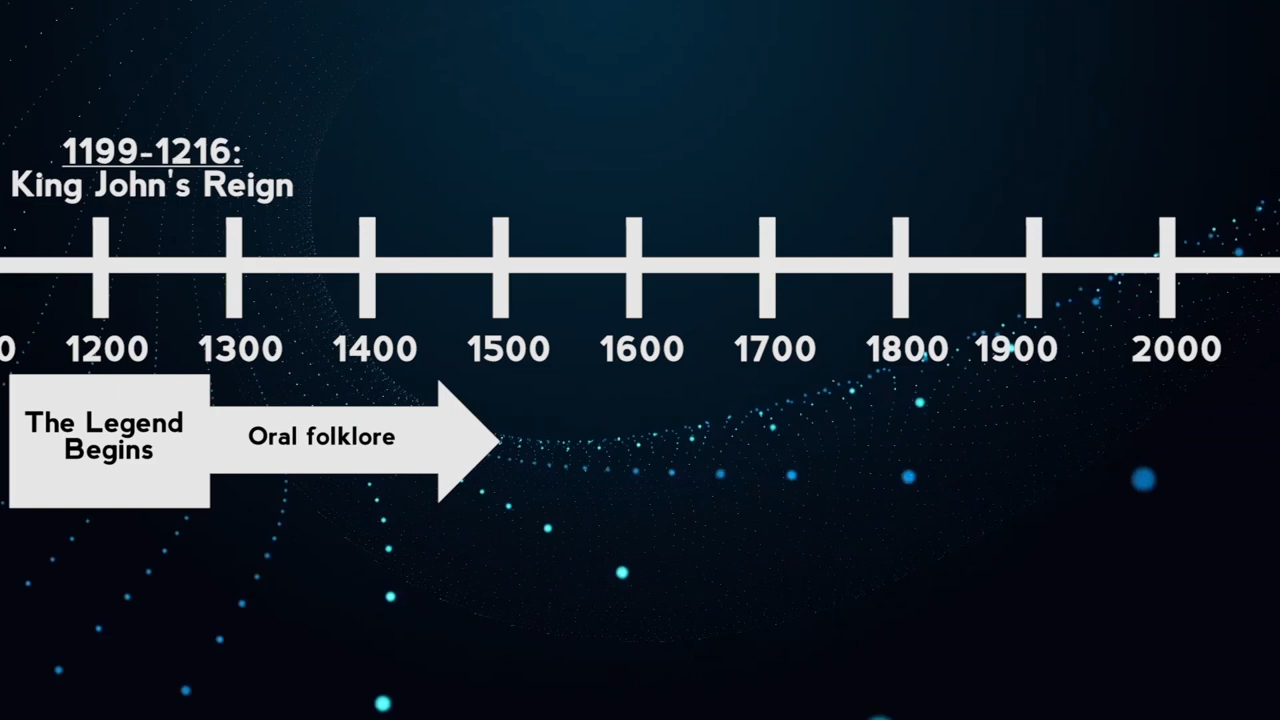 1199-1216:
King John's Reign
0 1200 1300 1400 1500 1600 1700 1800 1900 2000
The Legend
Begins
Oral folklore